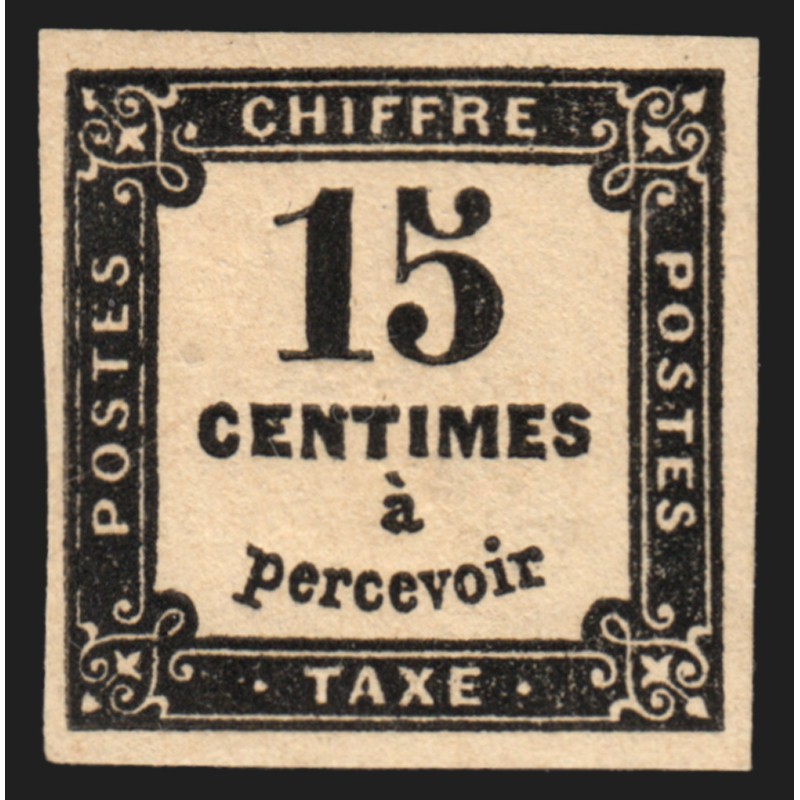 CHIFFRE
POSTES
15
CENTIMES
à
percevoir
POSTES
· TAXE ·